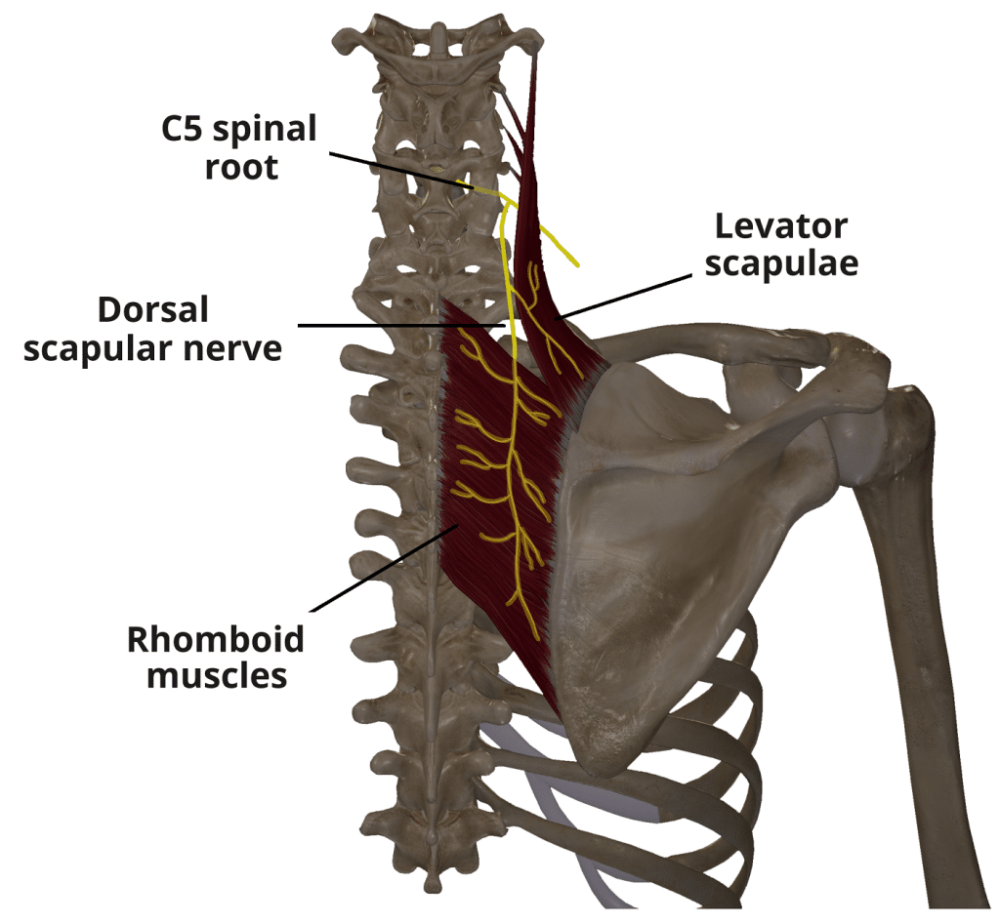 C5 spinal
root
Levator
scapulae
Dorsal
scapular nerve
Rhomboid
muscles